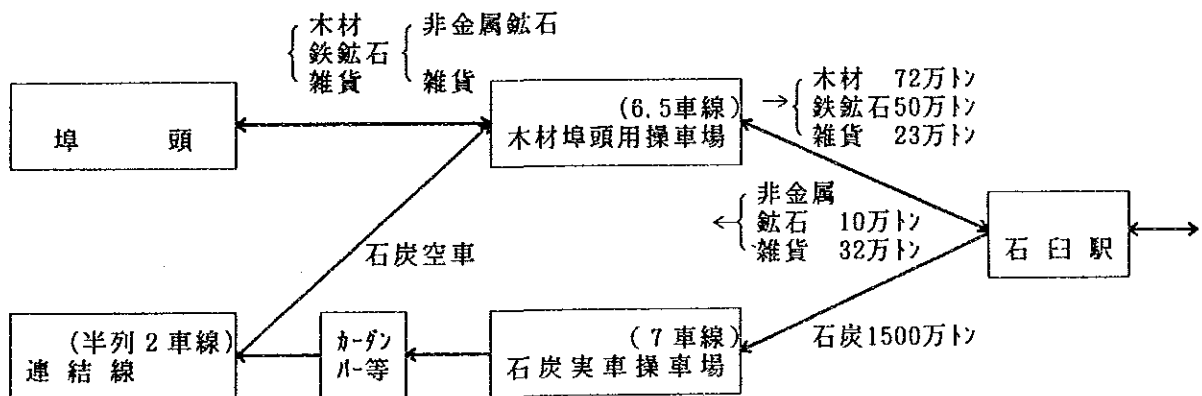 木材 非金属鉱石
鉄鉱石
雑貨 雑貨
埠頭
(6.5車線)
木材埠頭用操車場
木材 72万トン
鉄鉱石50万トン
雑貨 23万トン
非金属
鉱石 10万トン
雑貨 32万トン
石臼駅
石炭空車
(半列2車線)
連結線
カーダン
パー等
(7車線)
石炭実車操車場
石炭1500万トン